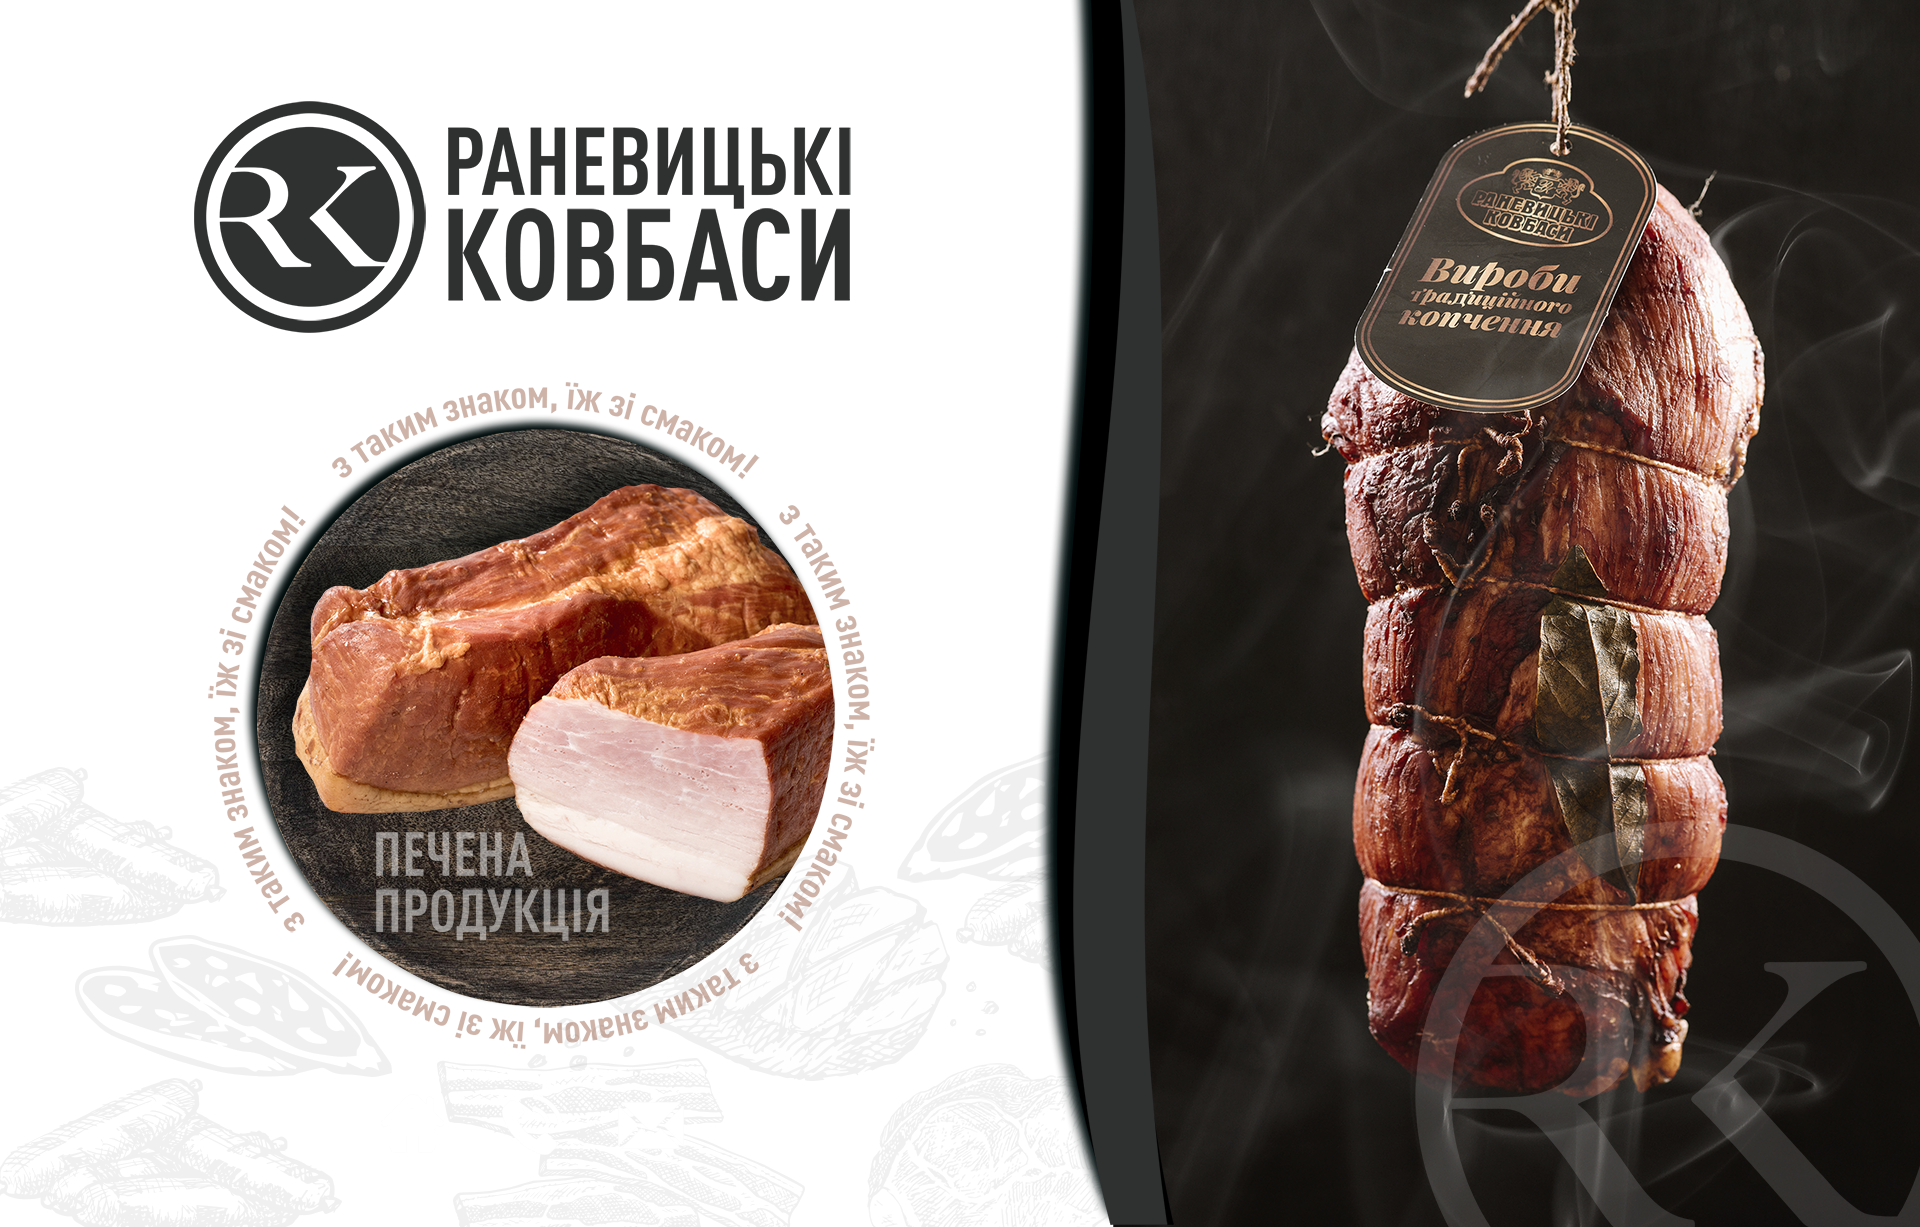 RK
РАНЕВИЦЬКІ
КОВБАСИ
з таким знаком, їж зі смаком!
з таким знаком, їж зі смаком!
з таким знаком, їж зі смаком!
з таким знаком, їж зі смаком!
ПЕЧЕНА
ПРОДУКЦІЯ
РАНЕВИЦЬКІ
КОВБАСИ
Вироби
традиційного
копчення
RK